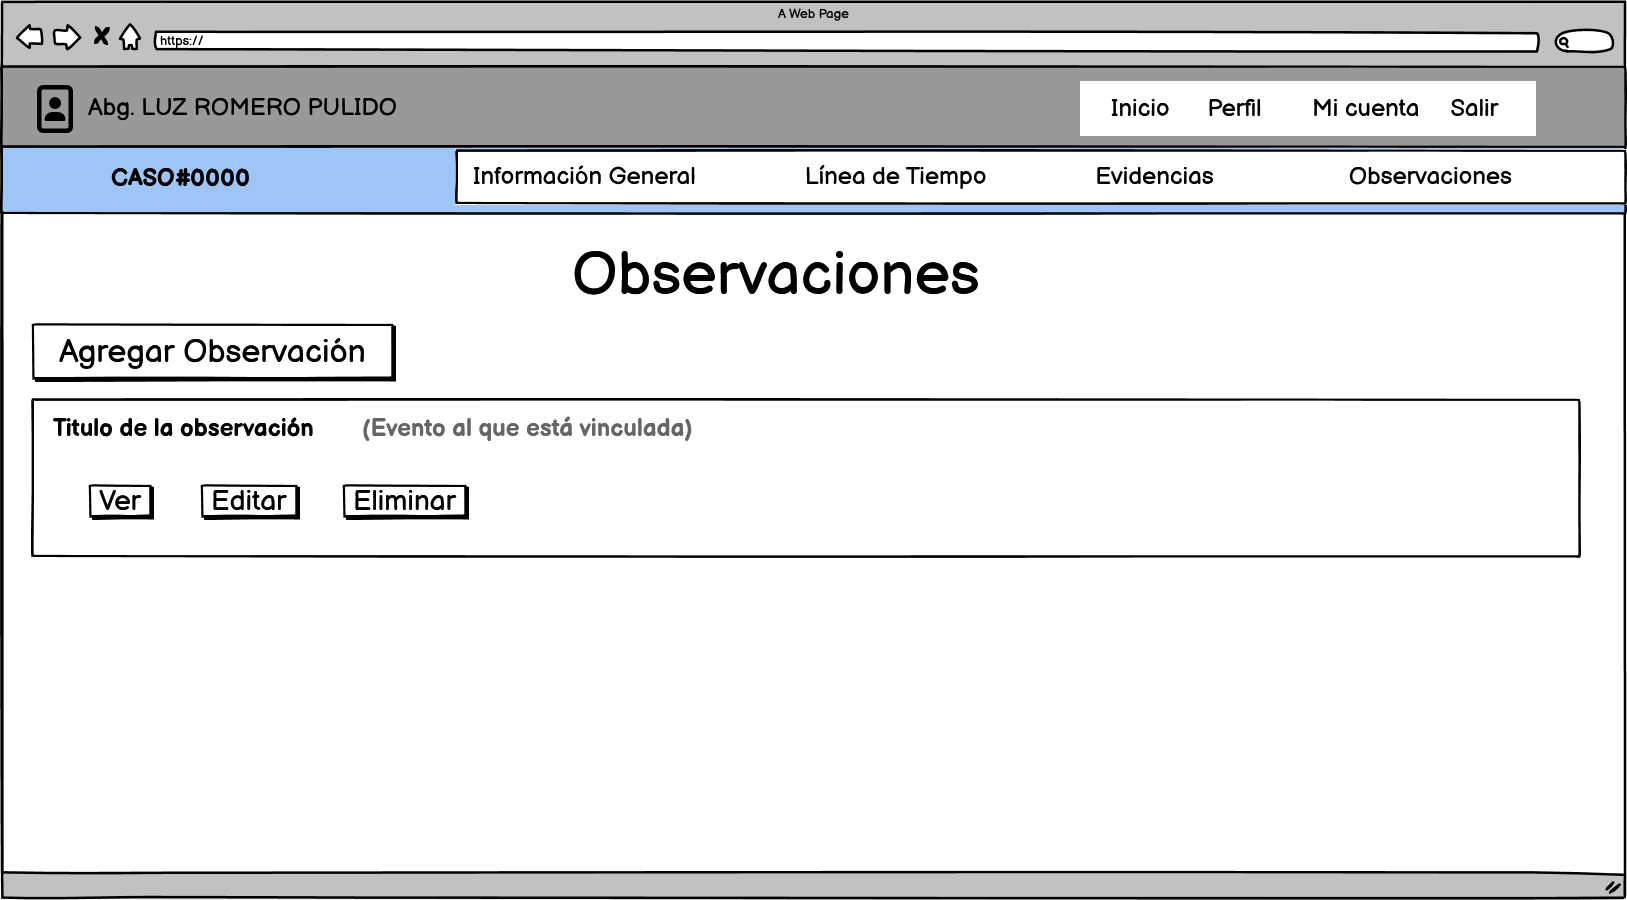 A Web Page
https://
Abg. LUZ ROMERO PULIDO
Inicio Perfil Mi cuenta Salir
CASO#0000
Información General Línea de Tiempo Evidencias Observaciones
Observaciones
Agregar Observación
Titulo de la observación (Evento al que está vinculada)
Ver Editar Eliminar